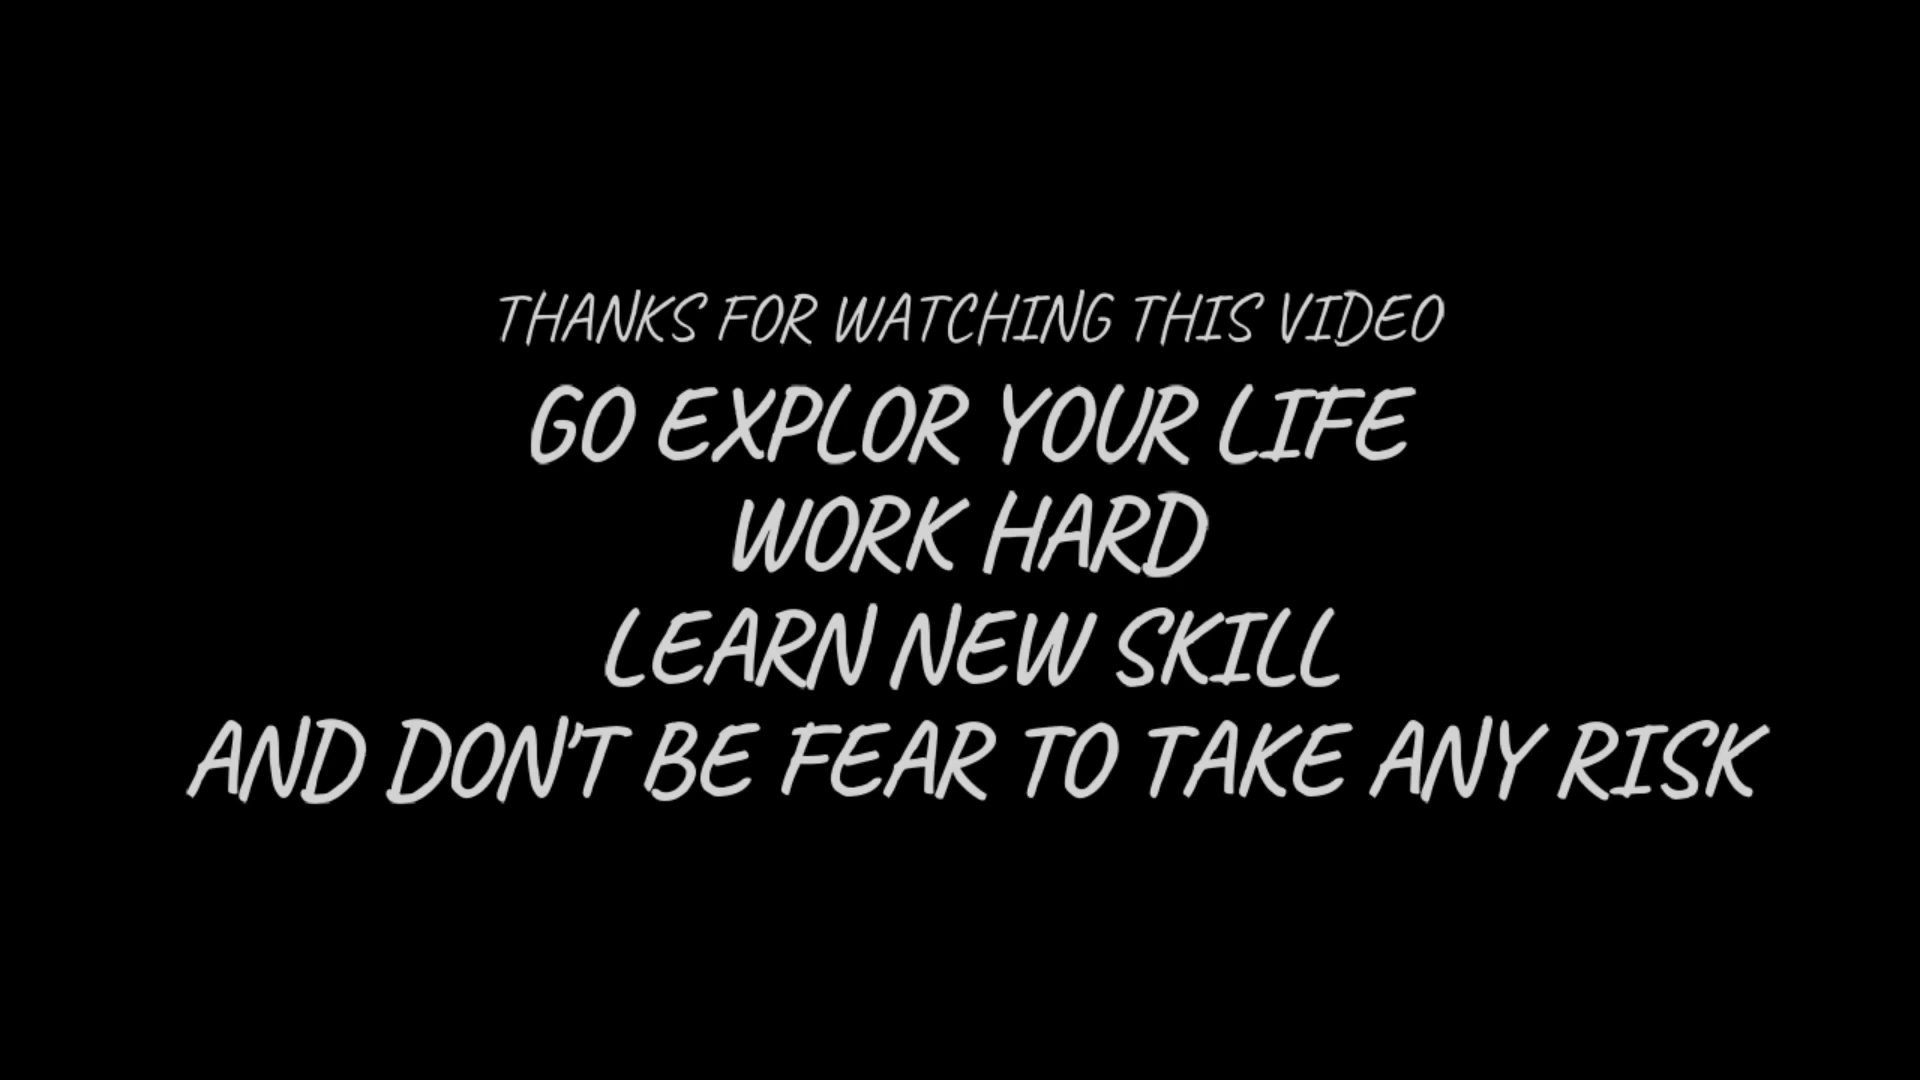 THANKS FOR WATCHING THIS VIDEO
GO EXPLOR YOUR LIFE
WORK HARD
LEARN NEW SKILL
AND DON'T BE FEAR TO TAKE ANY RISK